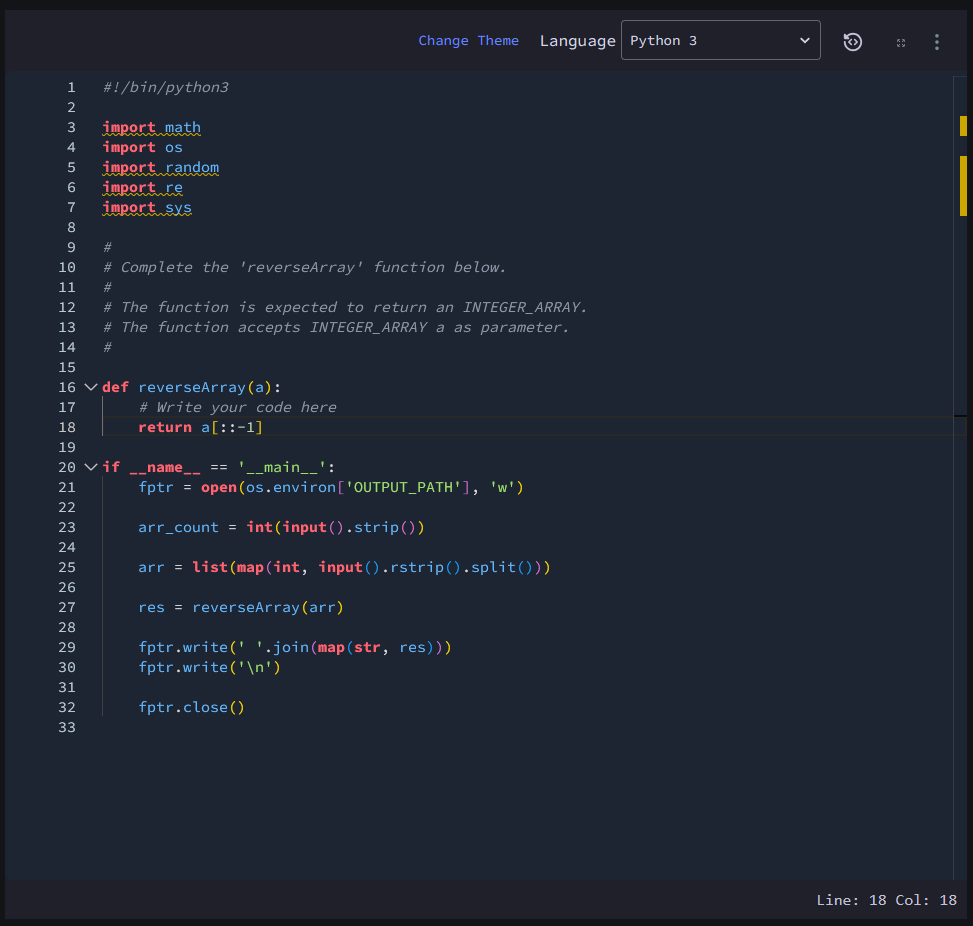 Change Theme Language Python 3
1 #!/bin/python3
2
3 import math
4 import os
5 import random
6 import re
7 import sys
8
9 #
10 # Complete the 'reverseArray' function below.
11 #
12 # The function is expected to return an INTEGER_ARRAY.
13 # The function accepts INTEGER_ARRAY a as parameter.
14 #
15
16 def reverseArray(a):
17     # Write your code here
18     return a[::-1]
19
20 if __name__ == '__main__':
21     fptr = open(os.environ['OUTPUT_PATH'], 'w')
22
23     arr_count = int(input().strip())
24
25     arr = list(map(int, input().rstrip().split()))
26
27     res = reverseArray(arr)
28
29     fptr.write(' '.join(map(str, res)))
30     fptr.write('\n')
31
32     fptr.close()
33
Line: 18 Col: 18